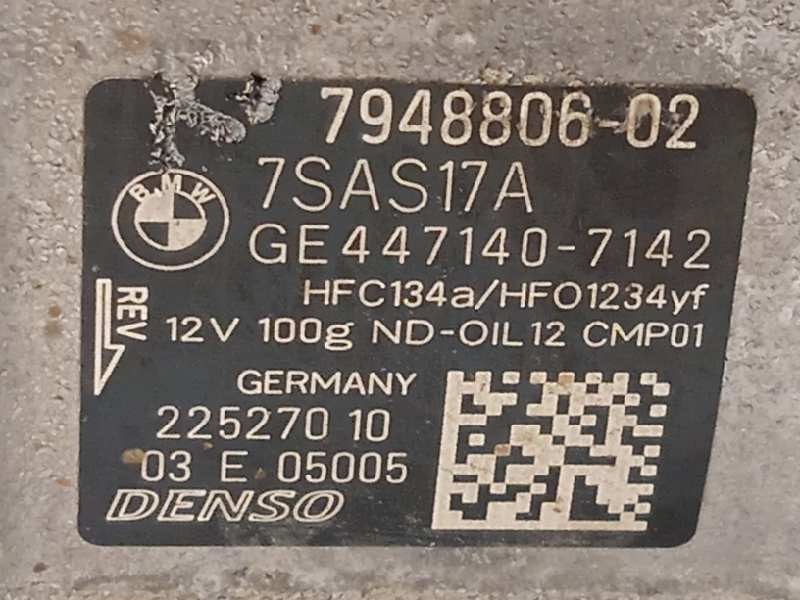 7948806-02
7SAS17A
BMW
GE447140-7142
HFC134a/HFO1234yf
REV
12V 100g ND-OIL12 CMP01
GERMANY
225270 10
03 E 05005
DENSO